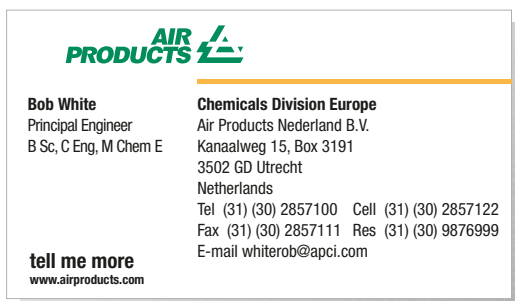 AIR
PRODUCTS
Bob White
Principal Engineer
B Sc, C Eng, M Chem E
Chemicals Division Europe
Air Products Nederland B.V.
Kanaalweg 15, Box 3191
3502 GD Utrecht
Netherlands
Tel (31) (30) 2857100 Cell (31) (30) 2857122
Fax (31) (30) 2857111 Res (31) (30) 9876999
E-mail whiterob@apci.com
tell me more
www.airproducts.com